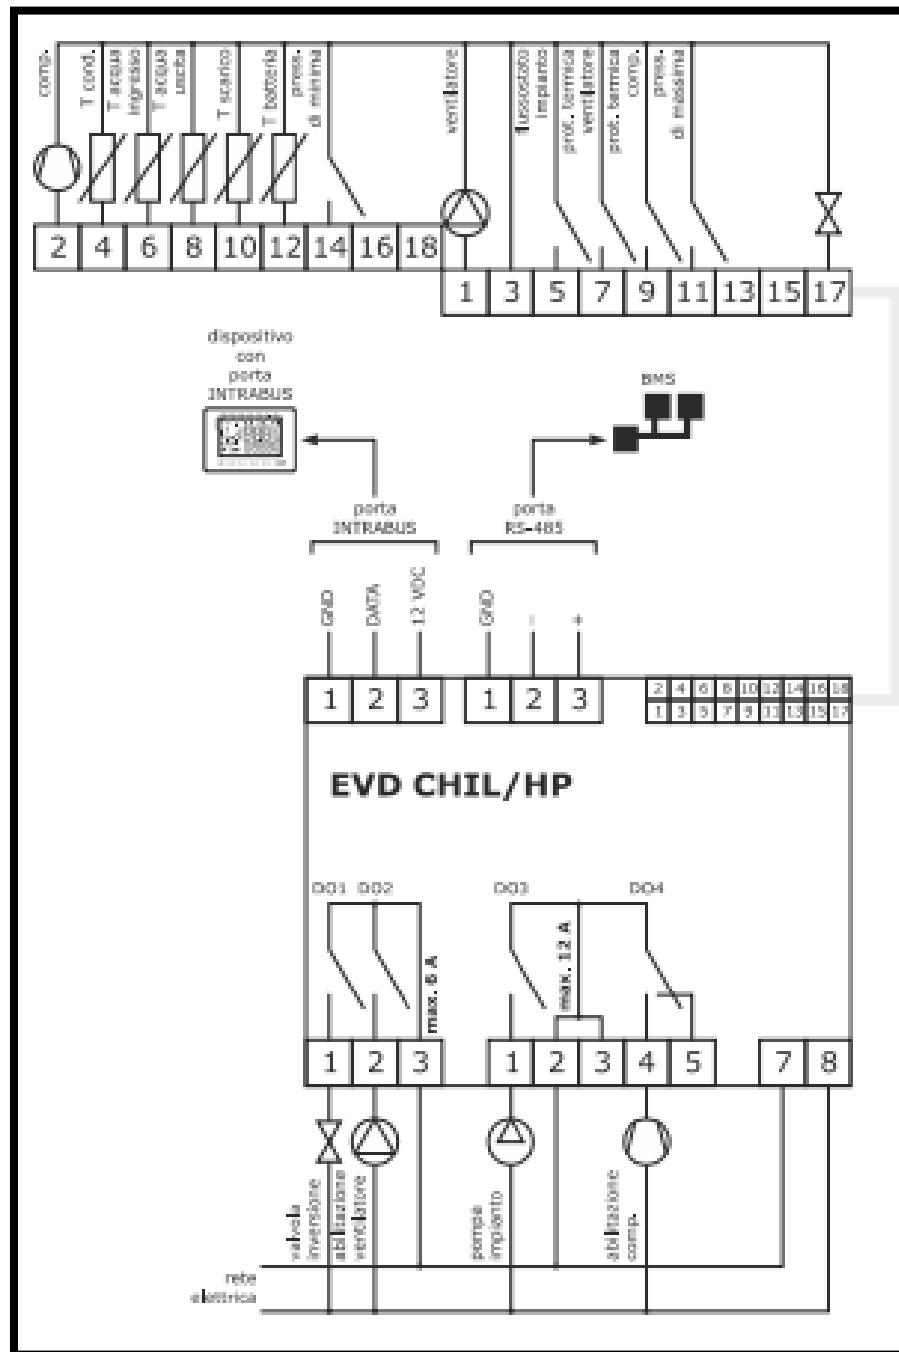 comp.
T cond.
T acqua
ingresso
T acqua
uscita
T scarico
T batteria
press.
di minima
ventilatore
flussostato
impianto
prot. termica
ventilatore
prot. termica
comp.
press.
di massima
2 4 6 8 10 12 14 16 18
1 3 5 7 9 11 13 15 17
dispositivo
con
porta
INTRABUS
BMS
porta
INTRABUS
porta
RS-485
GND
DATA
12 VDC
GND
-
+
1 2 3
1 2 3
2 4 6 8 10 12 14 16 18
1 3 5 7 9 11 13 15 17
EVD CHIL/HP
DO1 DO2
DO3
DO4
max. 6 A
max. 12 A
1 2 3
1 2 3 4 5
7 8
valvola
inversione
abilitazione
ventilatore
pompa
impianto
abilitazione
comp.
rete
elettrica